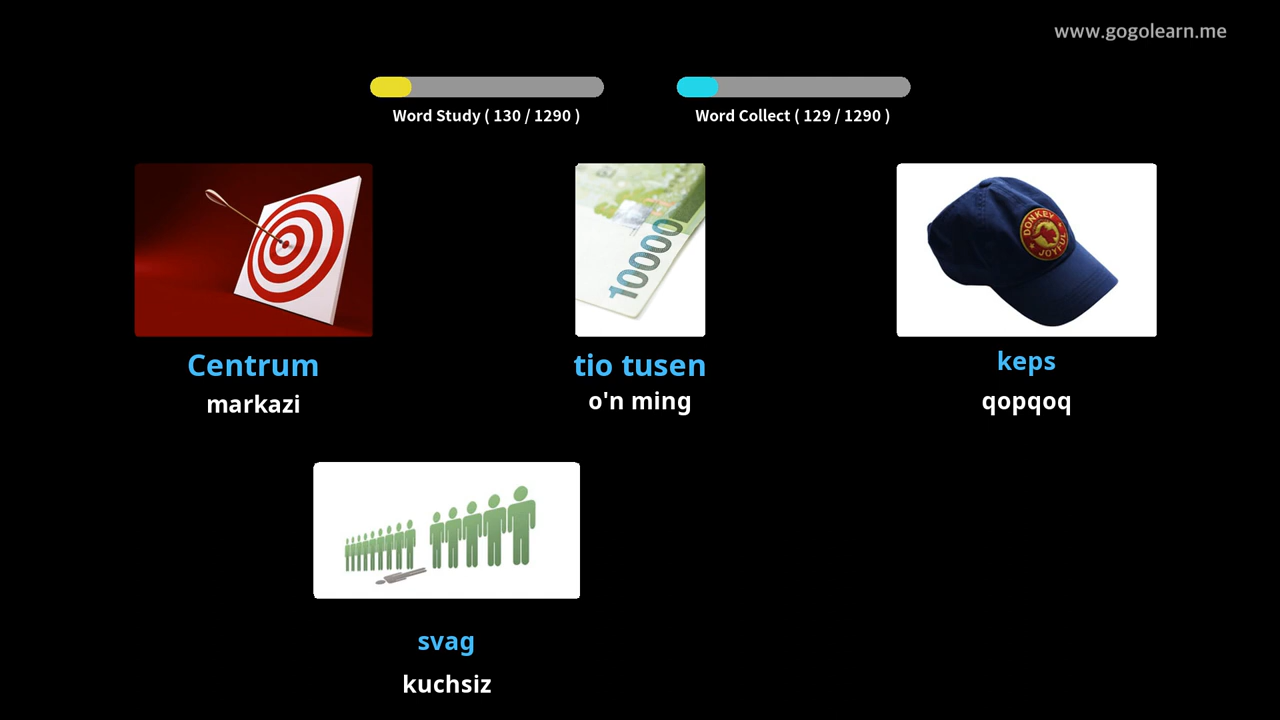 www.gogolearn.me
Word Study ( 130 / 1290 )
Word Collect ( 129 / 1290 )
10000
DONKEY
JOYFUL
Centrum
markazi
tio tusen
o'n ming
keps
qopqoq
svag
kuchsiz